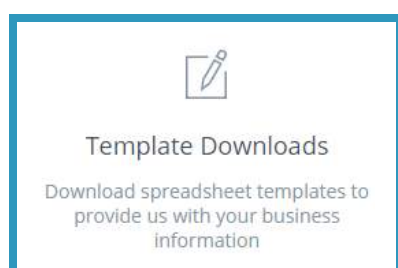 Template Downloads
Download spreadsheet templates to
provide us with your business
information